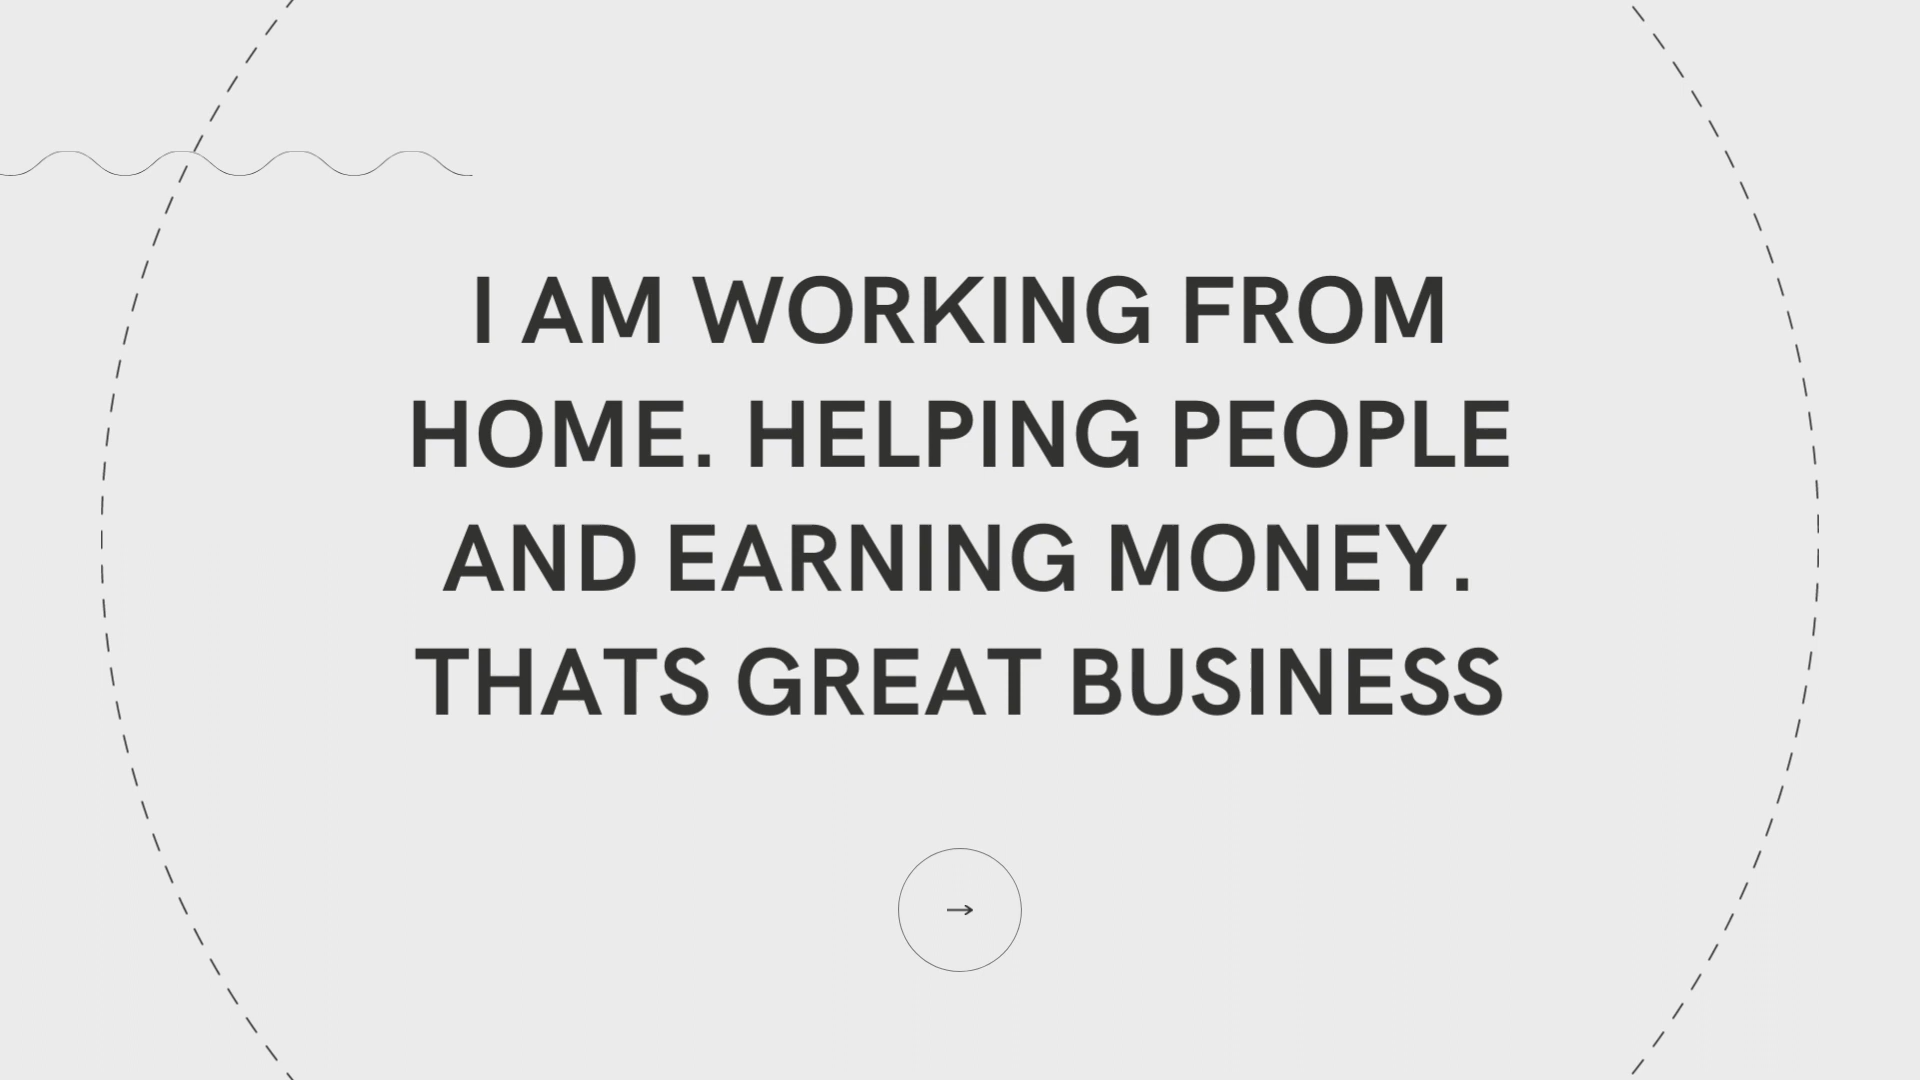 I AM WORKING FROM
HOME. HELPING PEOPLE
AND EARNING MONEY.
THATS GREAT BUSINESS